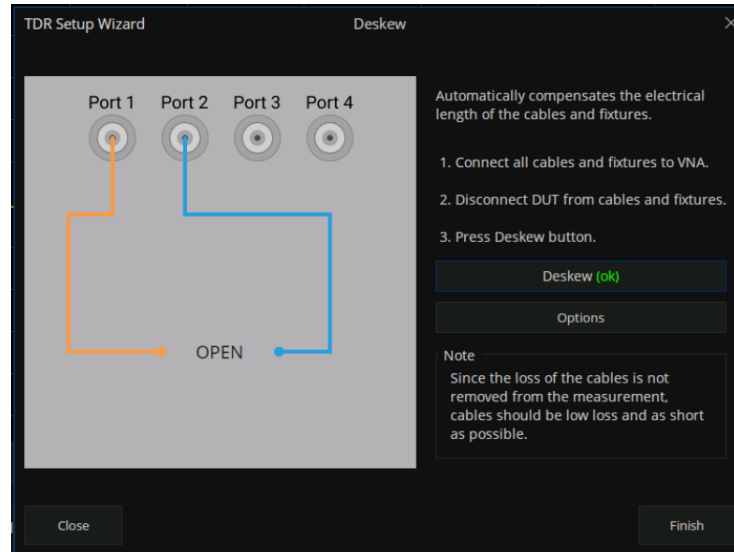 TDR Setup Wizard
Deskew
Port 1 Port 2 Port 3 Port 4
OPEN
Automatically compensates the electrical
length of the cables and fixtures.
1. Connect all cables and fixtures to VNA.
2. Disconnect DUT from cables and fixtures.
3. Press Deskew button.
Deskew (ok)
Options
Note
Since the loss of the cables is not
removed from the measurement,
cables should be low loss and as short
as possible.
Close
Finish